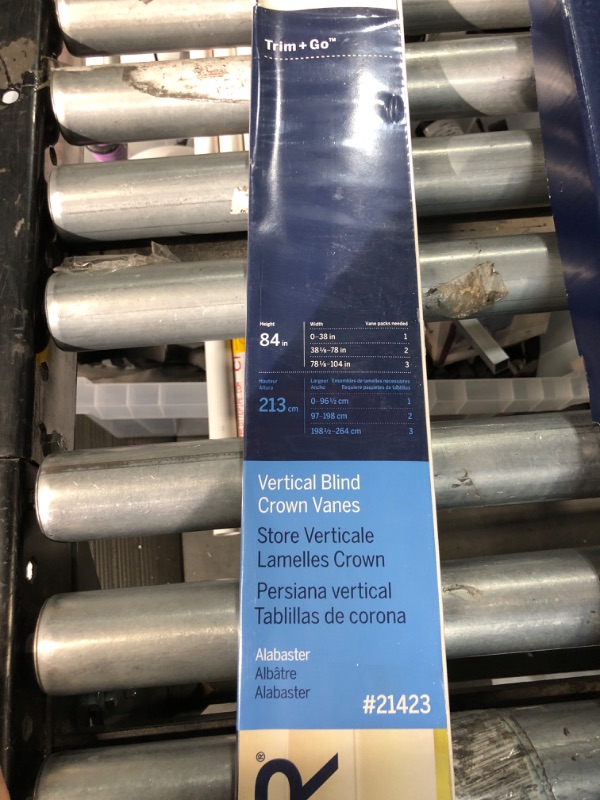 Trim + Go™
Height Width Vane packs needed
84 in
0–38 in 1
38 ⅛–78 in 2
78 ⅛–104 in 3
Hauteur Largeur Ensembles de lamelles nécessaires
Altura Ancho Requiere paquetes de tablillas
213 cm
0–96 ½ cm 1
97–198 cm 2
198 ½–264 cm 3
Vertical Blind
Crown Vanes
Store Verticale
Lamelles Crown
Persiana vertical
Tablillas de corona
Alabaster
Albâtre
Alabaster
#21423
R®